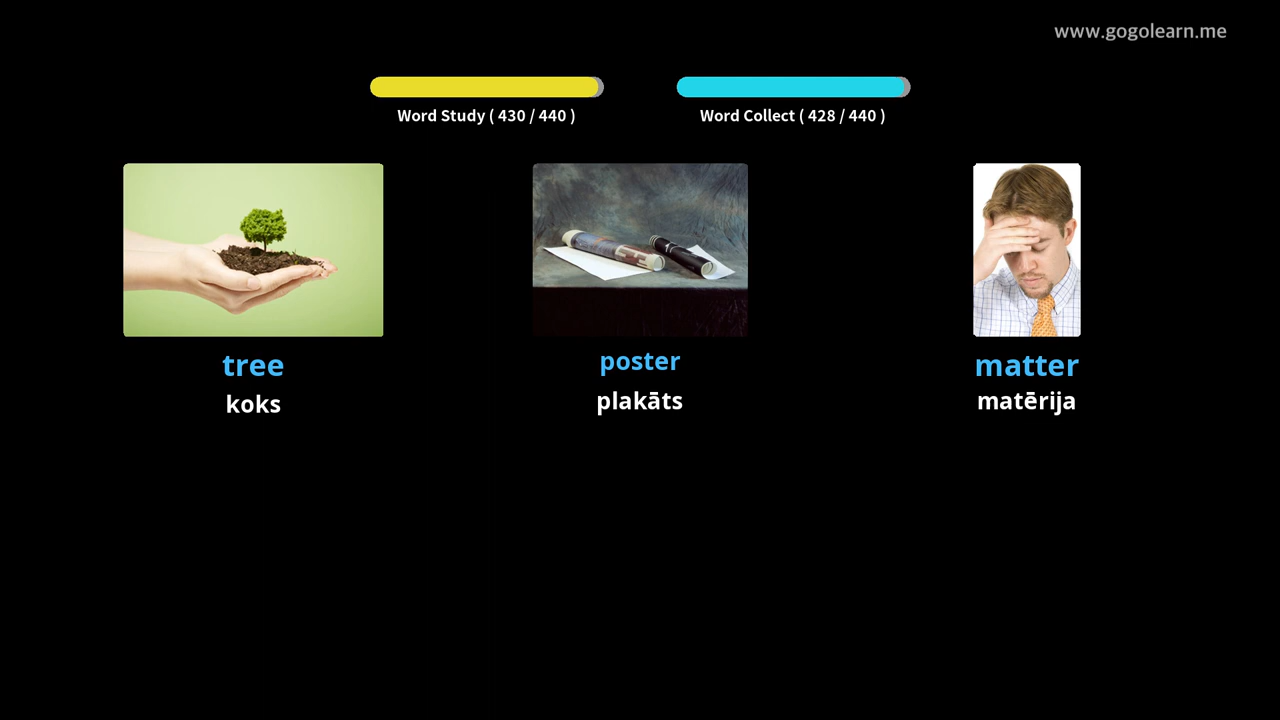 www.gogolearn.me
Word Study ( 430 / 440 )
Word Collect ( 428 / 440 )
tree
koks
poster
plakāts
matter
matērija